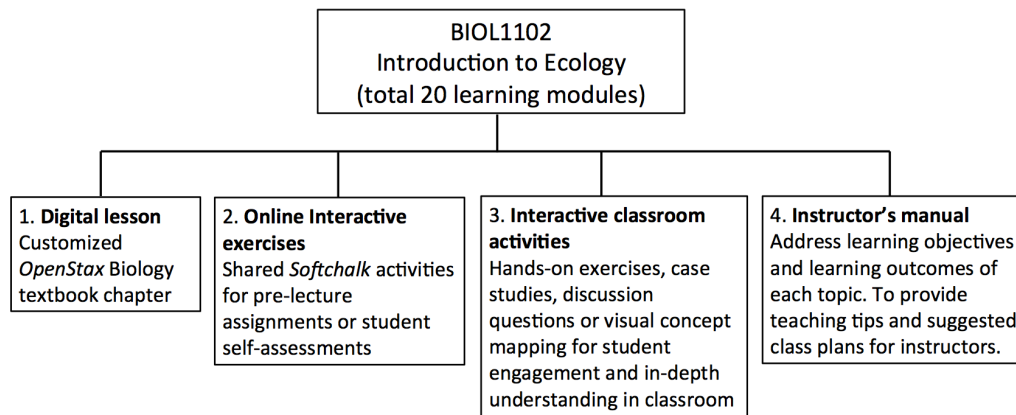 BIOL1102
Introduction to Ecology
(total 20 learning modules)
1. Digital lesson
Customized
OpenStax Biology
textbook chapter
2. Online Interactive
exercises
Shared Softchalk activities
for pre-lecture
assignments or student
self-assessments
3. Interactive classroom
activities
Hands-on exercises, case
studies, discussion
questions or visual concept
mapping for student
engagement and in-depth
understanding in classroom
4. Instructor's manual
Address learning objectives
and learning outcomes of
each topic. To provide
teaching tips and suggested
class plans for instructors.